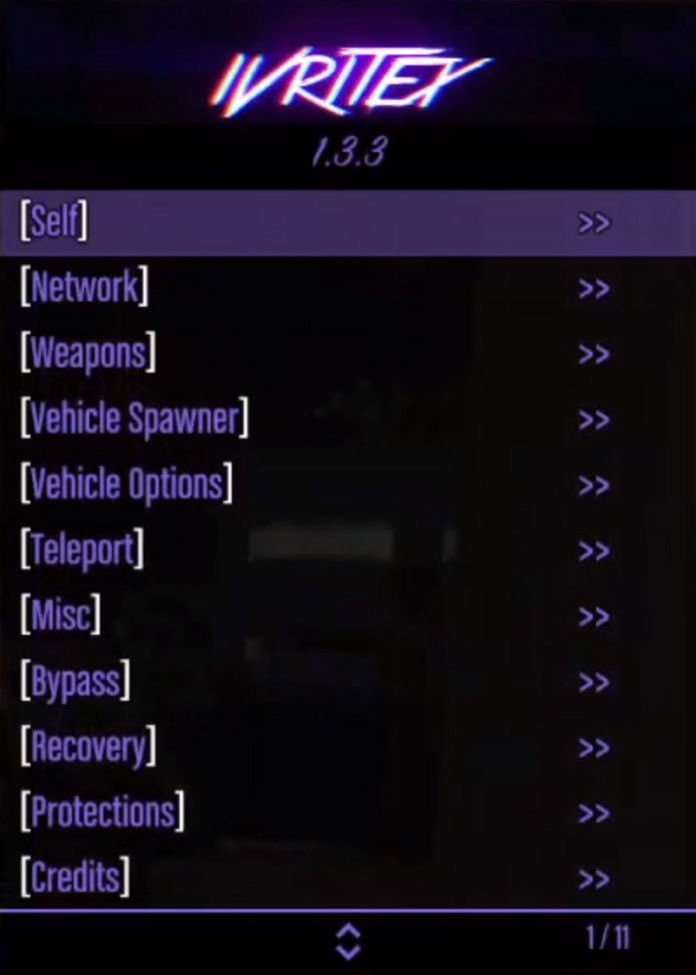 IVRITEX
1.3.3
[Self] >>
[Network] >>
[Weapons] >>
[Vehicle Spawner] >>
[Vehicle Options] >>
[Teleport] >>
[Misc] >>
[Bypass] >>
[Recovery] >>
[Protections] >>
[Credits] >>
1 / 11